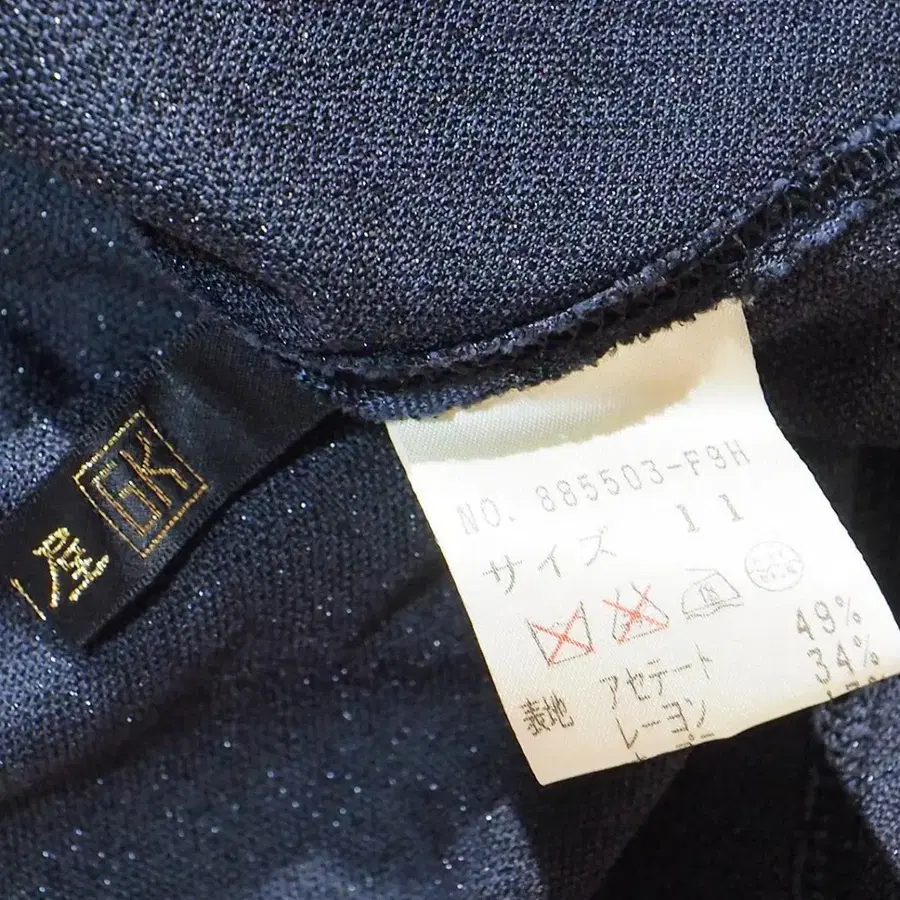 GK
NO. 885503-F9H
サイズ 11
表地 アセテート 49%
レーヨン 34%